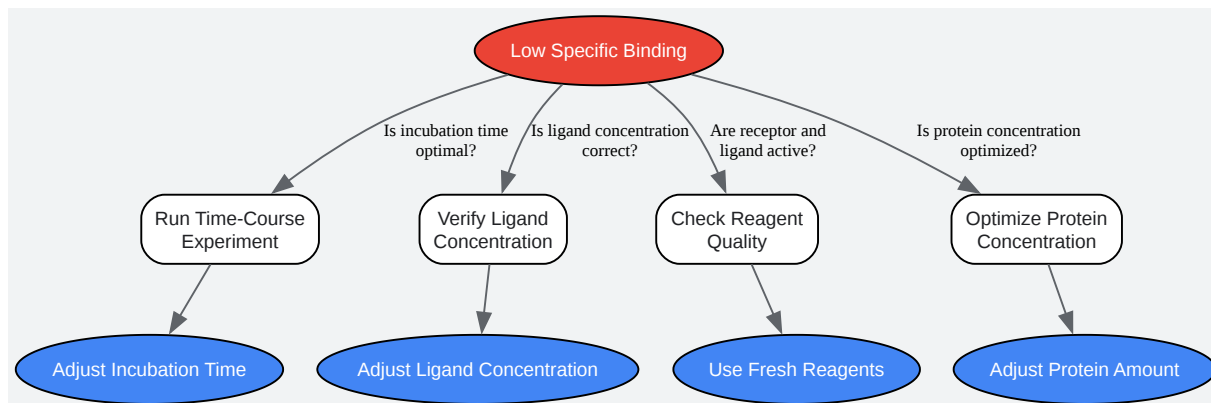 Low Specific Binding
Is incubation time
optimal?
Is ligand concentration
correct?
Are receptor and
ligand active?
Is protein concentration
optimized?
Run Time-Course
Experiment
Verify Ligand
Concentration
Check Reagent
Quality
Optimize Protein
Concentration
Adjust Incubation Time
Adjust Ligand Concentration
Use Fresh Reagents
Adjust Protein Amount